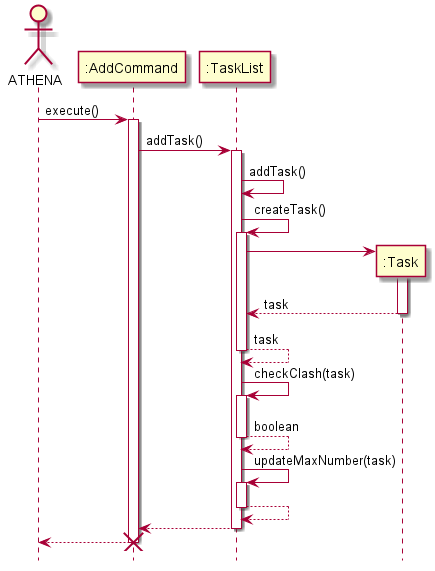 ATHENA
:AddCommand
:TaskList
execute()
addTask()
addTask()
createTask()
:Task
task
task
checkClash(task)
boolean
updateMaxNumber(task)